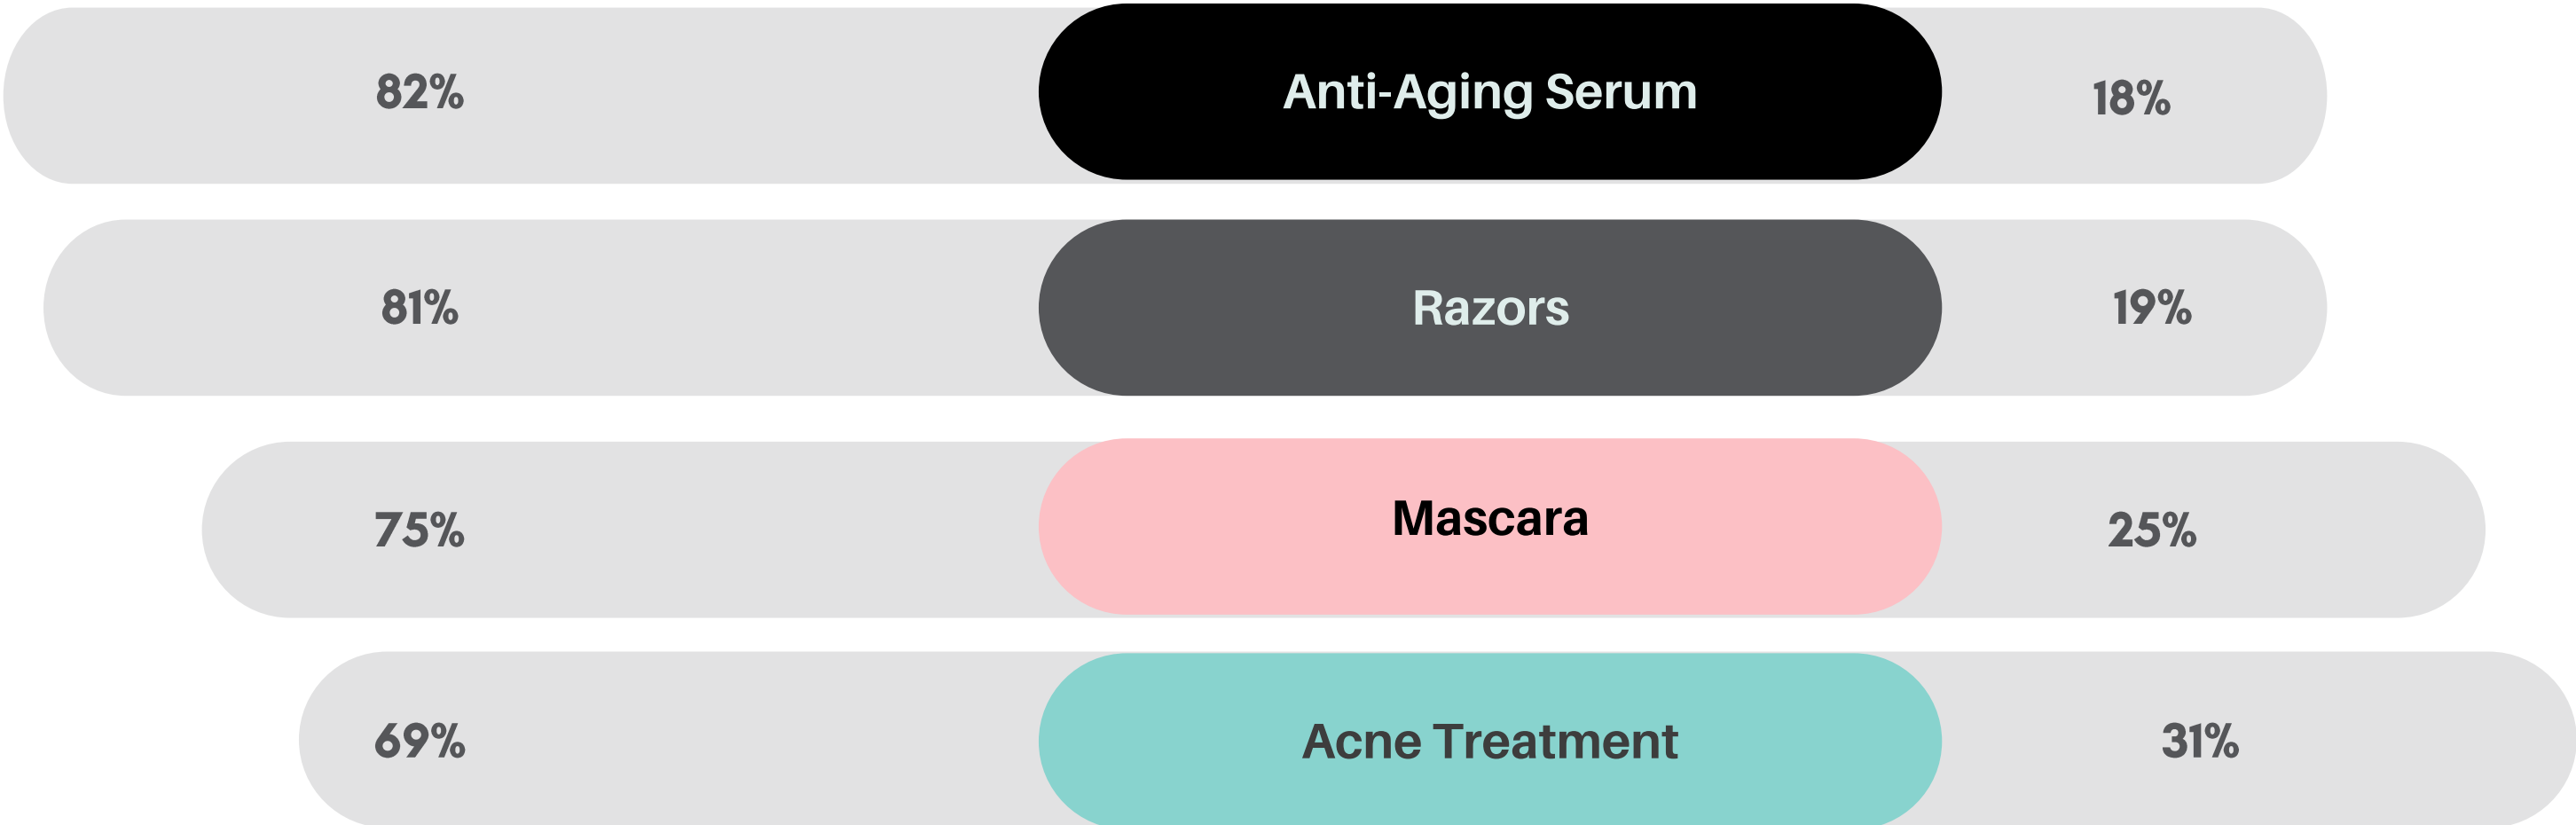 82% Anti-Aging Serum 18%
81% Razors 19%
75% Mascara 25%
69% Acne Treatment 31%